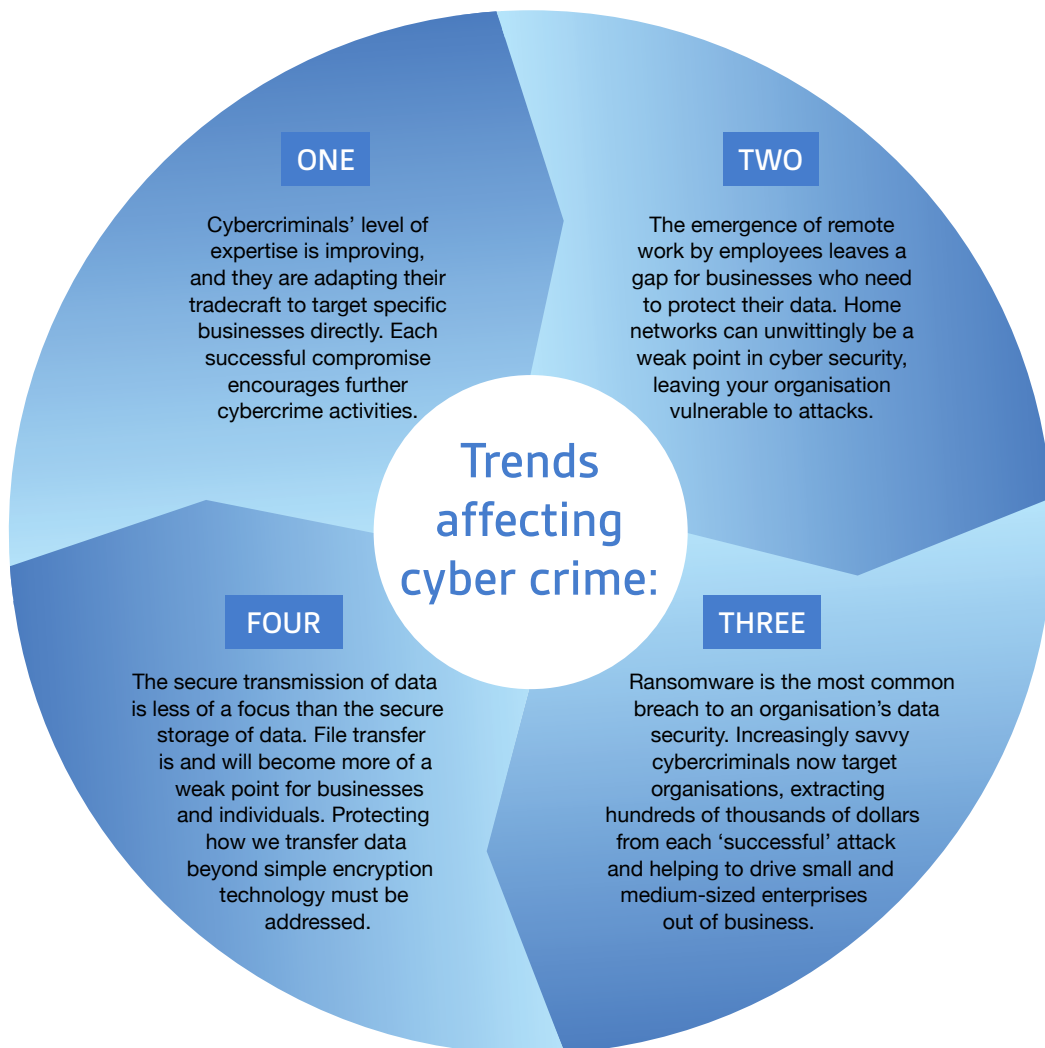 ONE
Cybercriminals’ level of
expertise is improving,
and they are adapting their
tradecraft to target specific
businesses directly. Each
successful compromise
encourages further
cybercrime activities.
TWO
The emergence of remote
work by employees leaves a
gap for businesses who need
to protect their data. Home
networks can unwittingly be a
weak point in cyber security,
leaving your organisation
vulnerable to attacks.
Trends
affecting
cyber crime:
THREE
Ransomware is the most common
breach to an organisation’s data
security. Increasingly savvy
cybercriminals now target
organisations, extracting
hundreds of thousands of dollars
from each ‘successful’ attack
and helping to drive small and
medium-sized enterprises
out of business.
FOUR
The secure transmission of data
is less of a focus than the secure
storage of data. File transfer
is and will become more of a
weak point for businesses
and individuals. Protecting
how we transfer data
beyond simple encryption
technology must be
addressed.